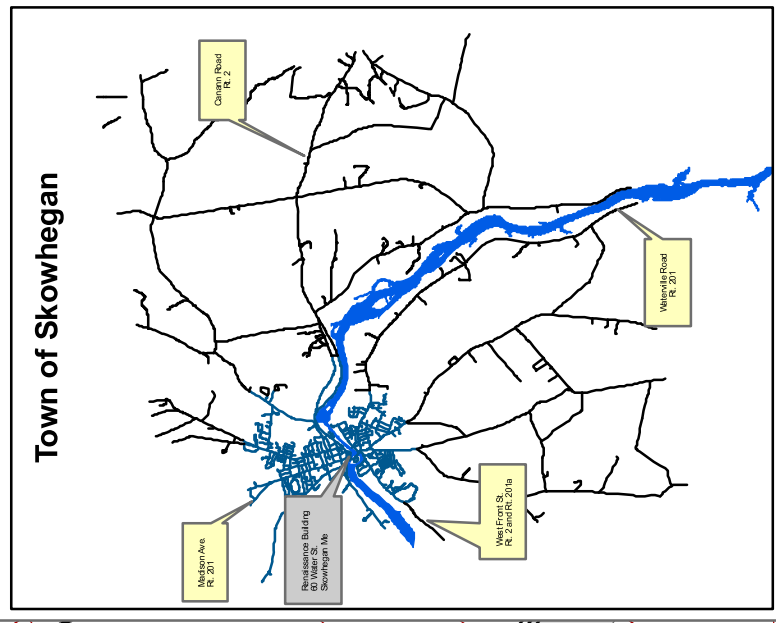 Town of Skowhegan
Canann Road
Rt. 2
Waterville Road
Rt. 201
West Front St.
Rt. 2 and Rt. 201a
Renaissance Building
60 Water St.
Skowhegan Me
Madison Ave.
Rt. 201